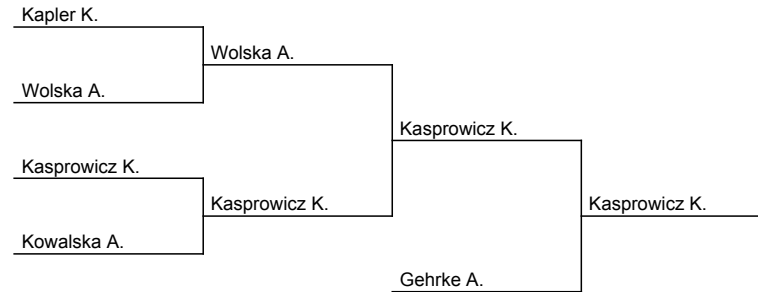 Kapler K.
Wolska A.
Wolska A.
Kasprowicz K.
Kasprowicz K.
Kasprowicz K.
Kasprowicz K.
Kowalska A.
Gehrke A.